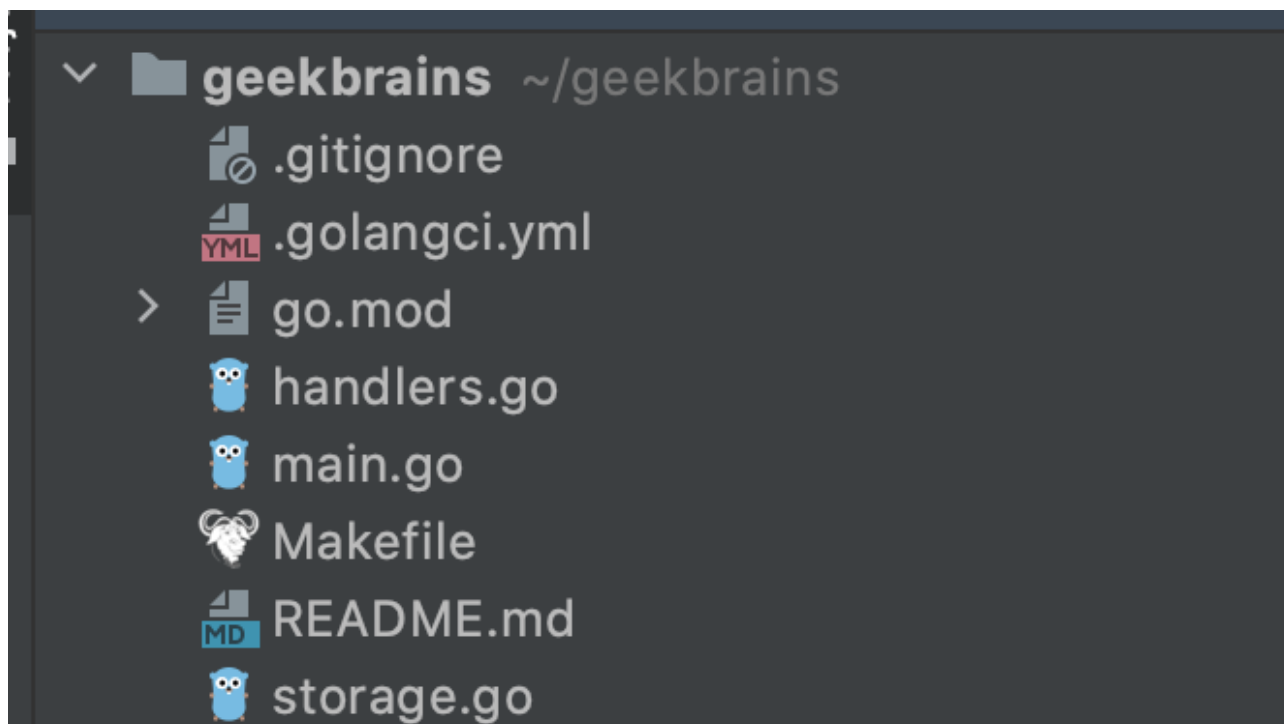 geekbrains ~/geekbrains
.gitignore
YML .golangci.yml
go.mod
handlers.go
main.go
Makefile
MD README.md
storage.go